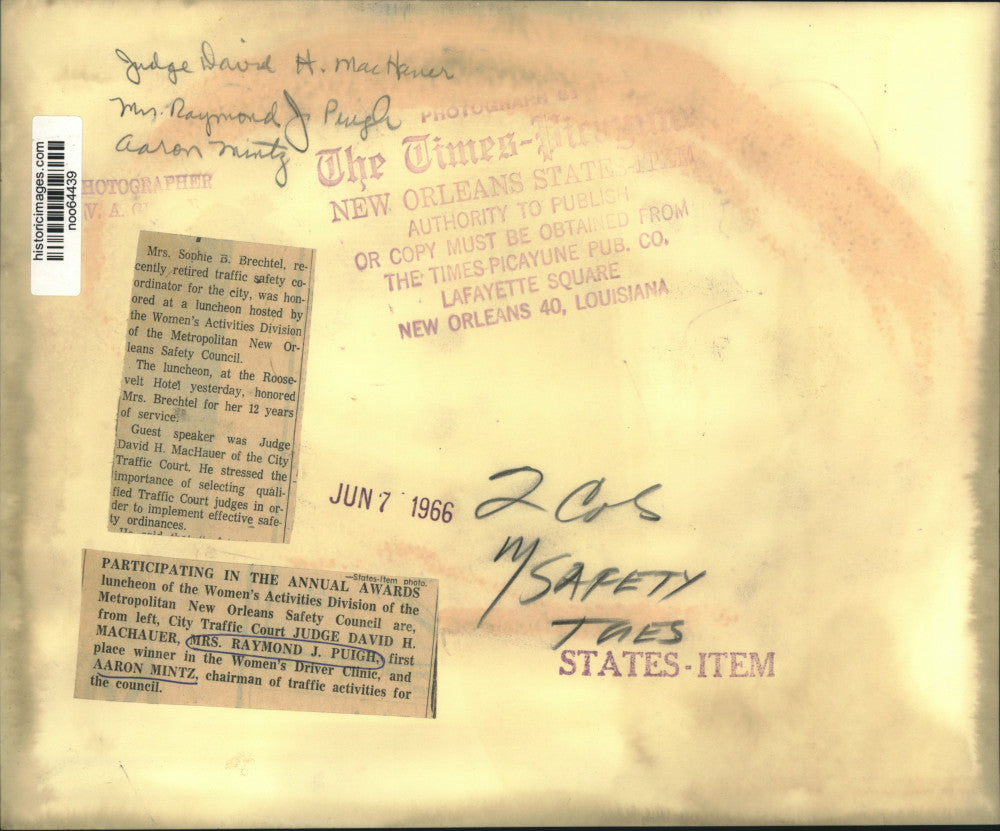 Judge David H. MacHauer
Mrs. Raymond J. Puigh
Aaron Mintz
historicimages.com
noo64439
PHOTOGRAPHER
V. A. G
PHOTOGRAPH BY
The Times-Picayune
NEW ORLEANS STATES-ITEM
AUTHORITY TO PUBLISH
OR COPY MUST BE OBTAINED FROM
THE TIMES-PICAYUNE PUB. CO.
LAFAYETTE SQUARE
NEW ORLEANS 40, LOUISIANA
Mrs. Sophie B. Brechtel, re-
cently retired traffic safety co-
ordinator for the city, was hon-
ored at a luncheon hosted by
the Women's Activities Division
of the Metropolitan New Or-
leans Safety Council.
The luncheon, at the Roose-
velt Hotel yesterday, honored
Mrs. Brechtel for her 12 years
of service.
Guest speaker was Judge
David H. MacHauer of the City
Traffic Court. He stressed the
importance of selecting quali-
fied Traffic Court judges in or-
der to implement effective safe-
ty ordinances.
He said that
JUN 7 1966
2 Cols
M/SAFETY
TUES
STATES-ITEM
—States-Item photo.
PARTICIPATING IN THE ANNUAL AWARDS
luncheon of the Women's Activities Division of the
Metropolitan New Orleans Safety Council are,
from left, City Traffic Court JUDGE DAVID H.
MACHAUER, MRS. RAYMOND J. PUIGH, first
place winner in the Women's Driver Clinic, and
AARON MINTZ, chairman of traffic activities for
the council.